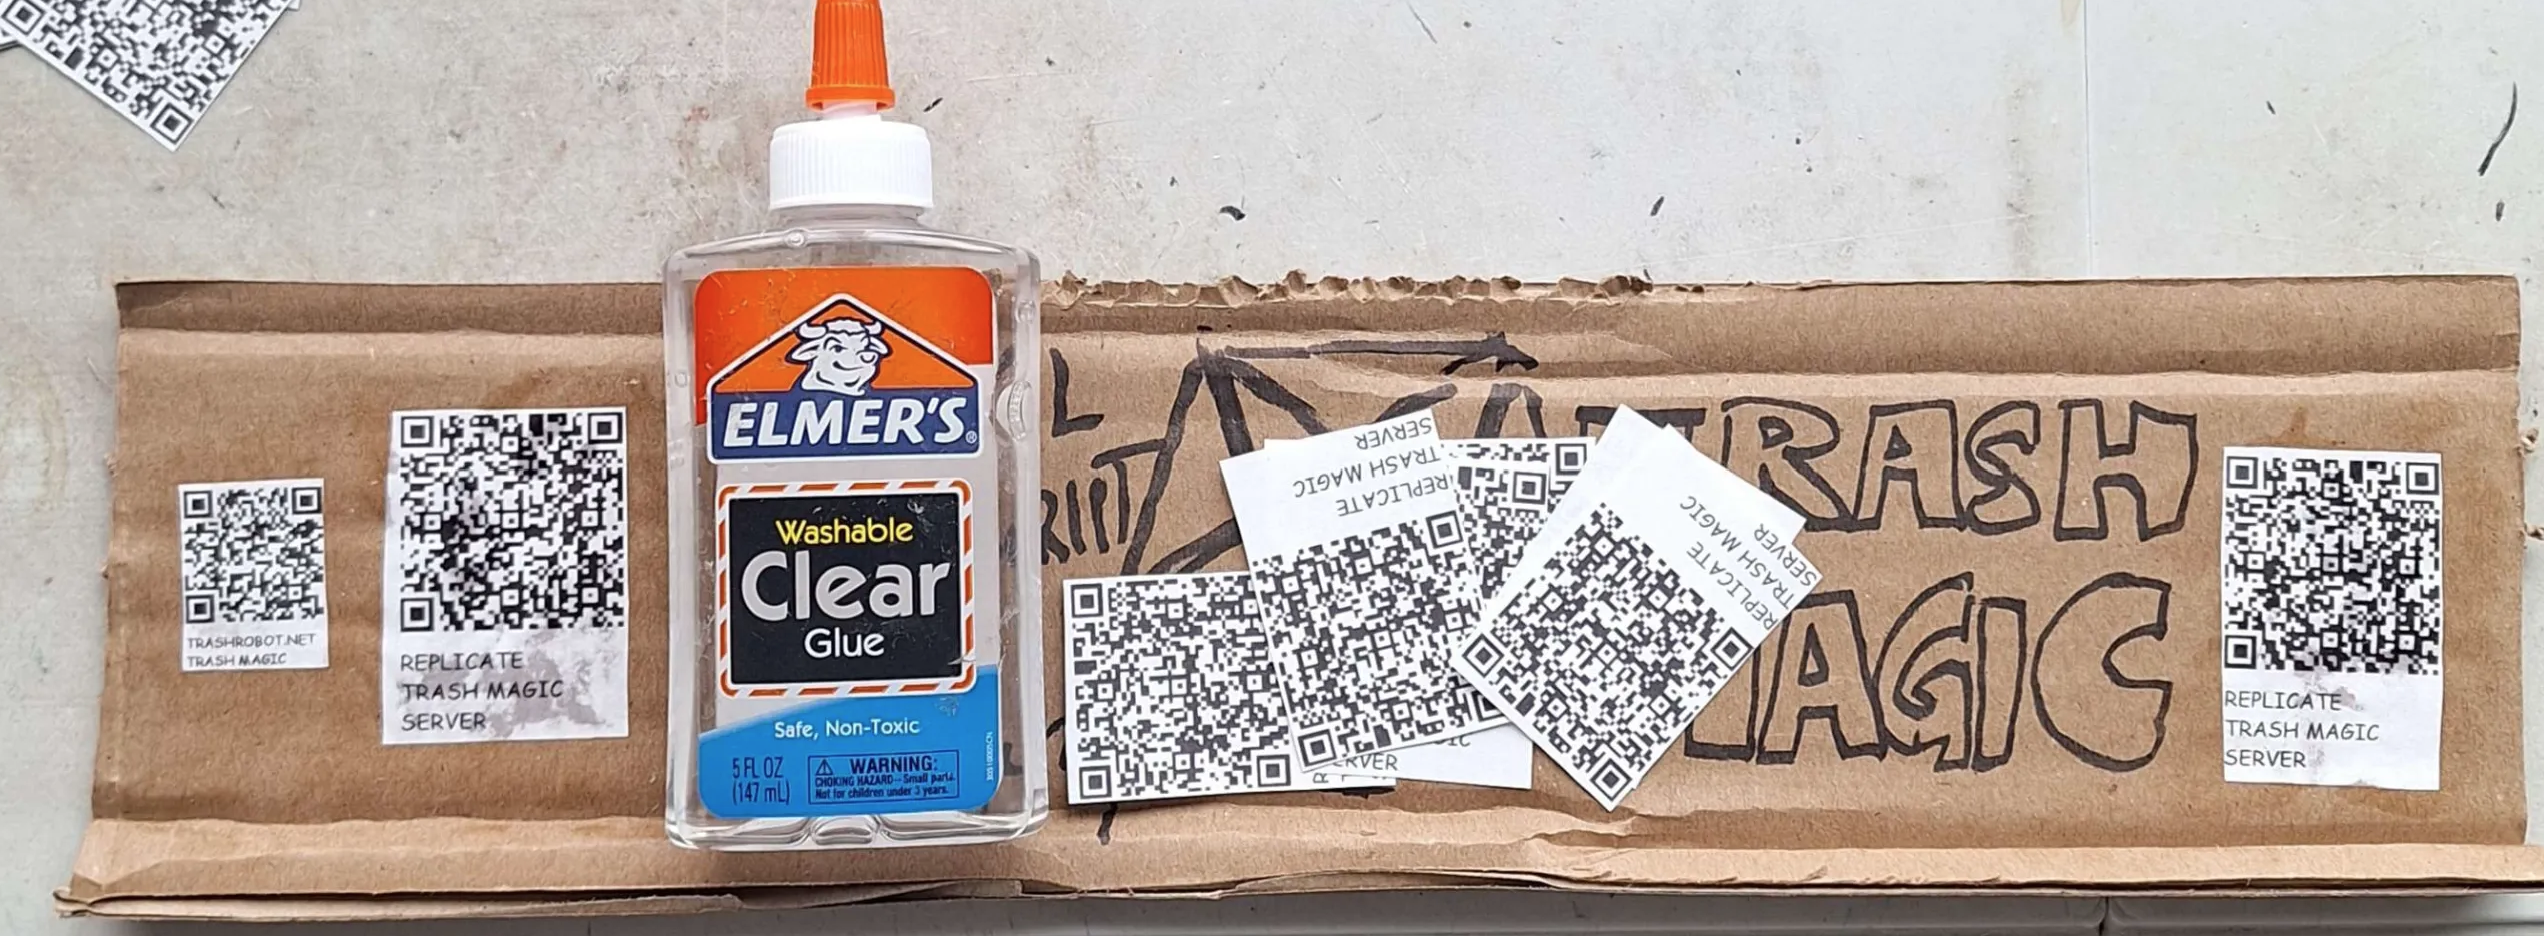 ELMER'S®
Washable
Clear
Glue
Safe, Non-Toxic
5 FL OZ
(147 mL)
⚠ WARNING:
CHOKING HAZARD—Small parts.
Not for children under 3 years.
TRASHROBOT.NET
TRASH MAGIC
REPLICATE
TRASH MAGIC
SERVER
REPLICATE
TRASH MAGIC
SERVER
REPLICATE
TRASH MAGIC
SERVER
TRASH
MAGIC
REPLICATE
TRASH MAGIC
SERVER